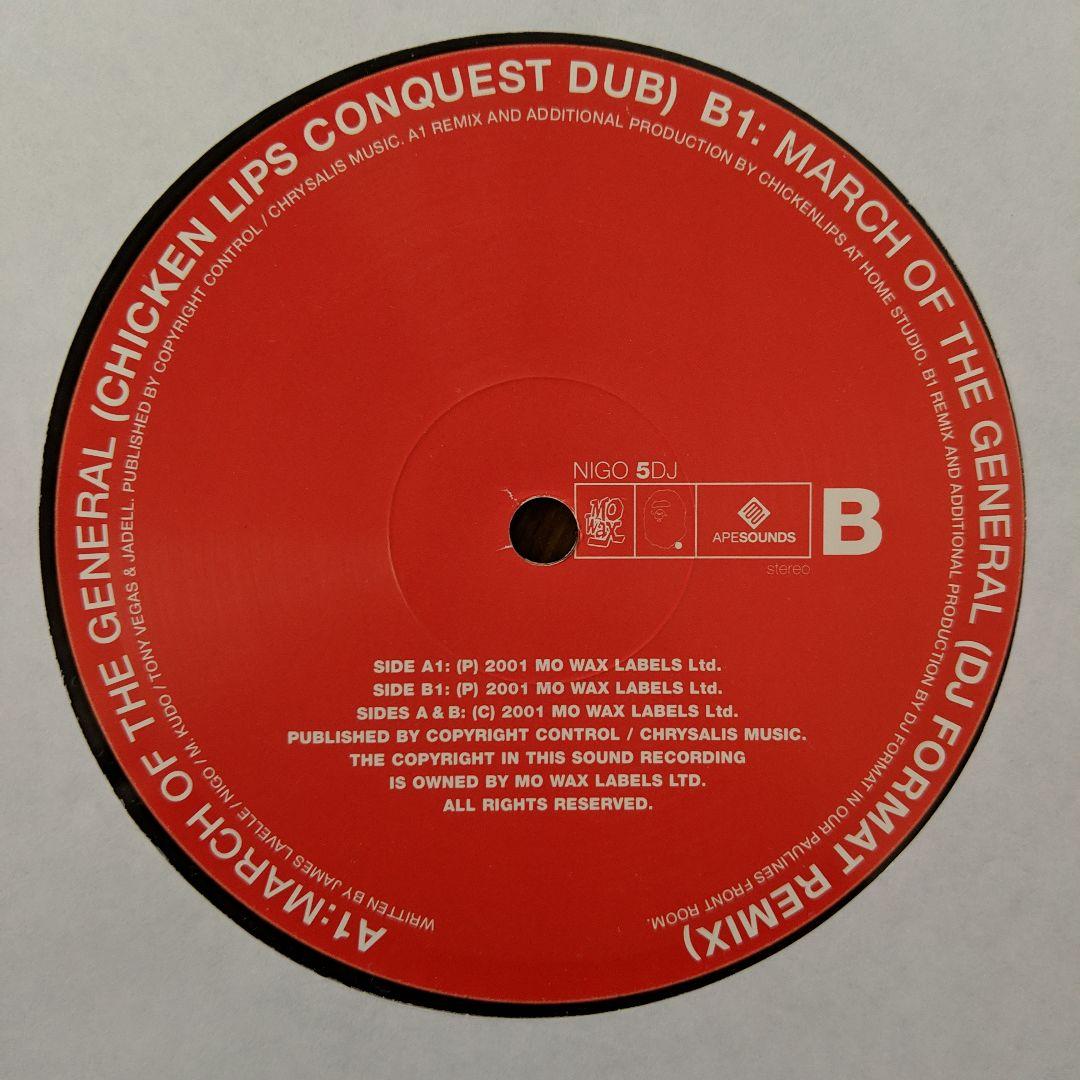 A1: MARCH OF THE GENERAL (CHICKEN LIPS CONQUEST DUB) B1: MARCH OF THE GENERAL (DJ FORMAT REMIX)
WRITTEN BY JAMES LAVELLE / NIGO / M. KUDO / TONY VEGAS & JADELL. PUBLISHED BY COPYRIGHT CONTROL / CHRYSALIS MUSIC. A1 REMIX AND ADDITIONAL PRODUCTION BY CHICKENLIPS AT HOME STUDIO. B1 REMIX AND ADDITIONAL PRODUCTION BY DJ FORMAT IN OUR PAULINES FRONT ROOM.
NIGO 5DJ
MO WAX
APESOUNDS
B
stereo
SIDE A1: (P) 2001 MO WAX LABELS Ltd.
SIDE B1: (P) 2001 MO WAX LABELS Ltd.
SIDES A & B: (C) 2001 MO WAX LABELS Ltd.
PUBLISHED BY COPYRIGHT CONTROL / CHRYSALIS MUSIC.
THE COPYRIGHT IN THIS SOUND RECORDING
IS OWNED BY MO WAX LABELS LTD.
ALL RIGHTS RESERVED.